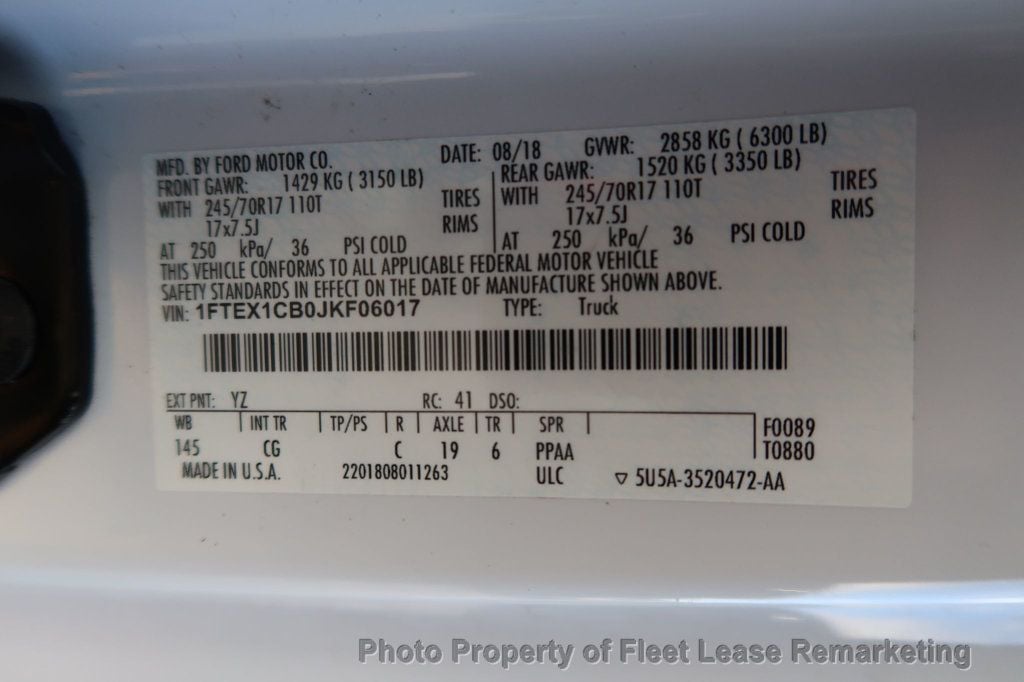 MFD. BY FORD MOTOR CO. DATE: 08/18 GVWR: 2858 KG ( 6300 LB)
FRONT GAWR: 1429 KG ( 3150 LB) REAR GAWR: 1520 KG ( 3350 LB)
WITH 245/70R17 110T TIRES WITH 245/70R17 110T TIRES
17x7.5J RIMS 17x7.5J RIMS
AT 250 kPa/ 36 PSI COLD AT 250 kPa/ 36 PSI COLD
THIS VEHICLE CONFORMS TO ALL APPLICABLE FEDERAL MOTOR VEHICLE
SAFETY STANDARDS IN EFFECT ON THE DATE OF MANUFACTURE SHOWN ABOVE.
VIN: 1FTEX1CB0JKF06017 TYPE: Truck
EXT PNT: YZ RC: 41 DSO:
WB INT TR TP/PS R AXLE TR SPR F0089
145 CG C 19 6 PPAA T0880
MADE IN U.S.A. 2201808011263 ULC ▽ 5U5A-3520472-AA
Photo Property of Fleet Lease Remarketing